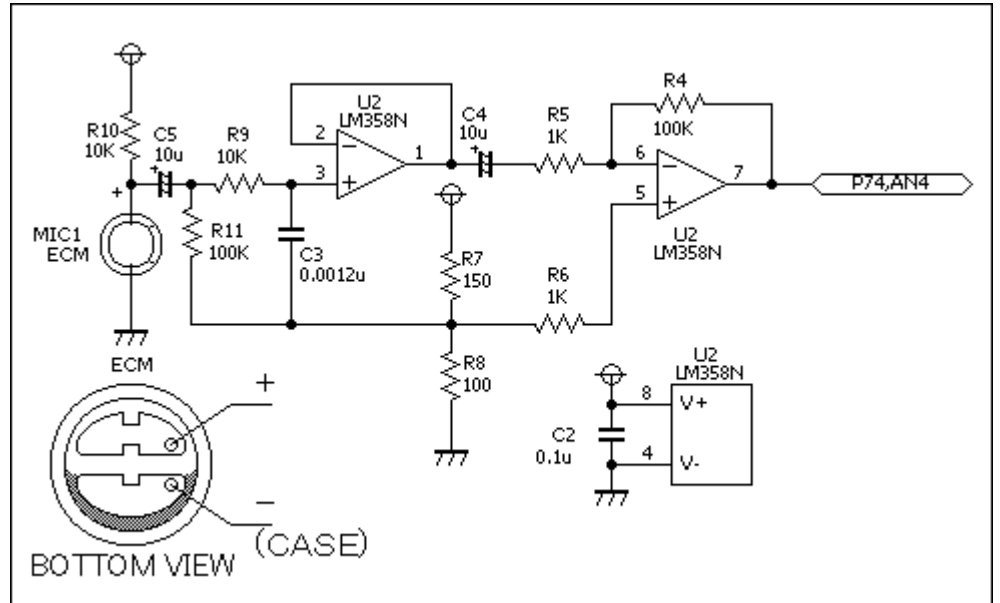 R10
10K
C5
10u
+
R9
10K
U2
LM358N
2
3
1
−
+
C4
10u
+
R5
1K
R4
100K
6
5
7
−
+
U2
LM358N
P74,AN4
+
MIC1
ECM
R11
100K
C3
0.0012u
R7
150
R6
1K
R8
100
ECM
+
−
(CASE)
BOTTOM VIEW
U2
LM358N
8
V+
4
V-
C2
0.1u